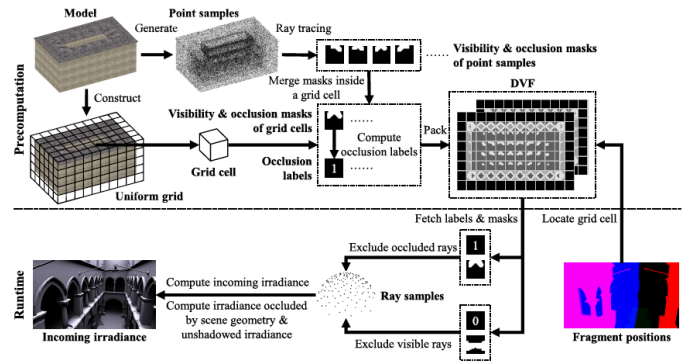 Model
Point samples
Generate
Ray tracing
Visibility & occlusion masks
of point samples
Merge masks inside
a grid cell
DVF
Precomputation
Construct
Visibility & occlusion masks
of grid cells
Compute
occlusion labels
Pack
Occlusion
labels
1
Grid cell
Uniform grid
Fetch labels & masks
Locate grid cell
Runtime
Exclude occluded rays
1
Compute incoming irradiance
Ray samples
Compute irradiance occluded
by scene geometry &
unshadowed irradiance
0
Exclude visible rays
Incoming irradiance
Fragment positions